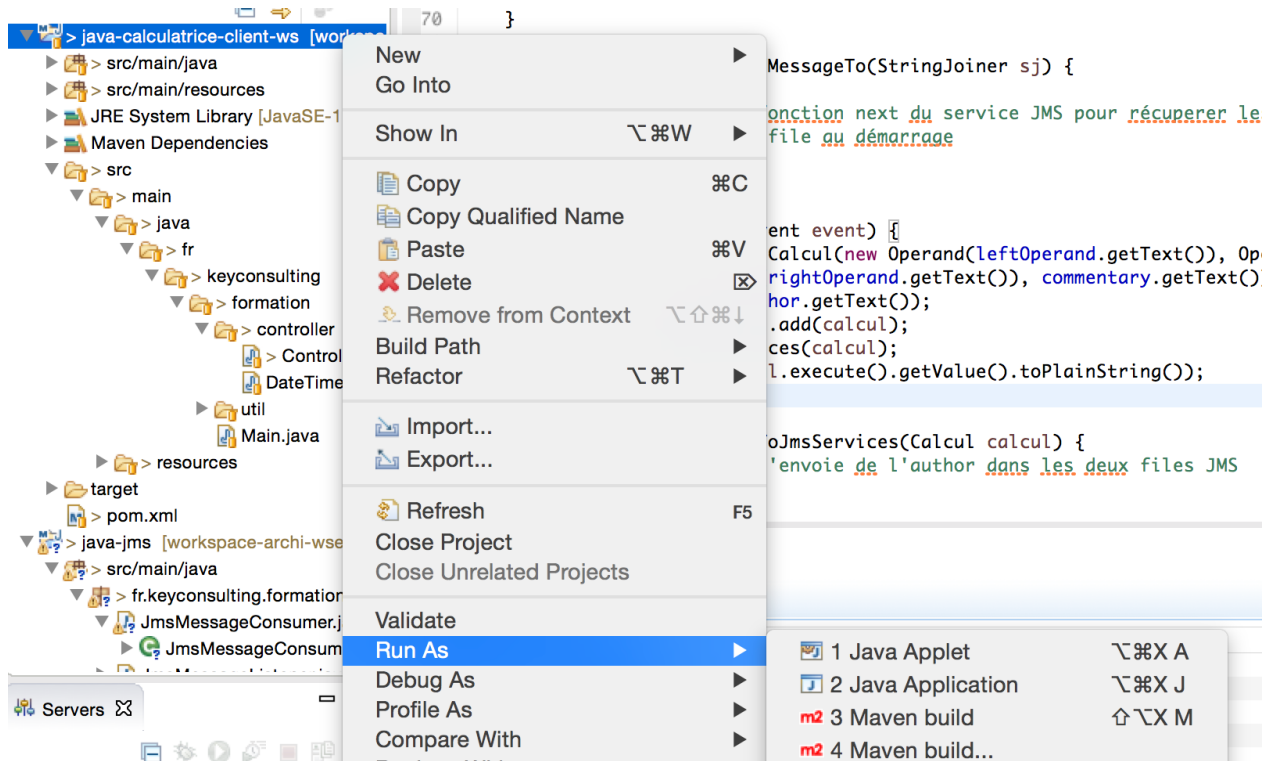 > java-calculatrice-client-ws [works
> src/main/java
> src/main/resources
JRE System Library [JavaSE-1
Maven Dependencies
> src
> main
> java
> fr
> keyconsulting
> formation
> controller
> Control
DateTime
util
Main.java
> resources
target
> pom.xml
> java-jms [workspace-archi-wse
> src/main/java
> fr.keyconsulting.formation
JmsMessageConsumer.j
JmsMessageConsum
Servers
New
Go Into
Show In ⌥⌘W
Copy ⌘C
Copy Qualified Name
Paste ⌘V
Delete ⌦
Remove from Context ⌥⇧⌘↓
Build Path
Refactor ⌥⌘T
Import...
Export...
Refresh F5
Close Project
Close Unrelated Projects
Validate
Run As
Debug As
Profile As
Compare With
1 Java Applet ⌥⌘X A
2 Java Application ⌥⌘X J
3 Maven build ⇧⌥X M
4 Maven build...
70 }
MessageTo(StringJoiner sj) {
onction next du service JMS pour récuperer le
file au démarrage
ent event) {
Calcul(new Operand(leftOperand.getText()), Ope
rightOperand.getText()), commentary.getText()
hor.getText());
.add(calcul);
ces(calcul);
l.execute().getValue().toPlainString());
oJmsServices(Calcul calcul) {
'envoie de l'author dans les deux files JMS